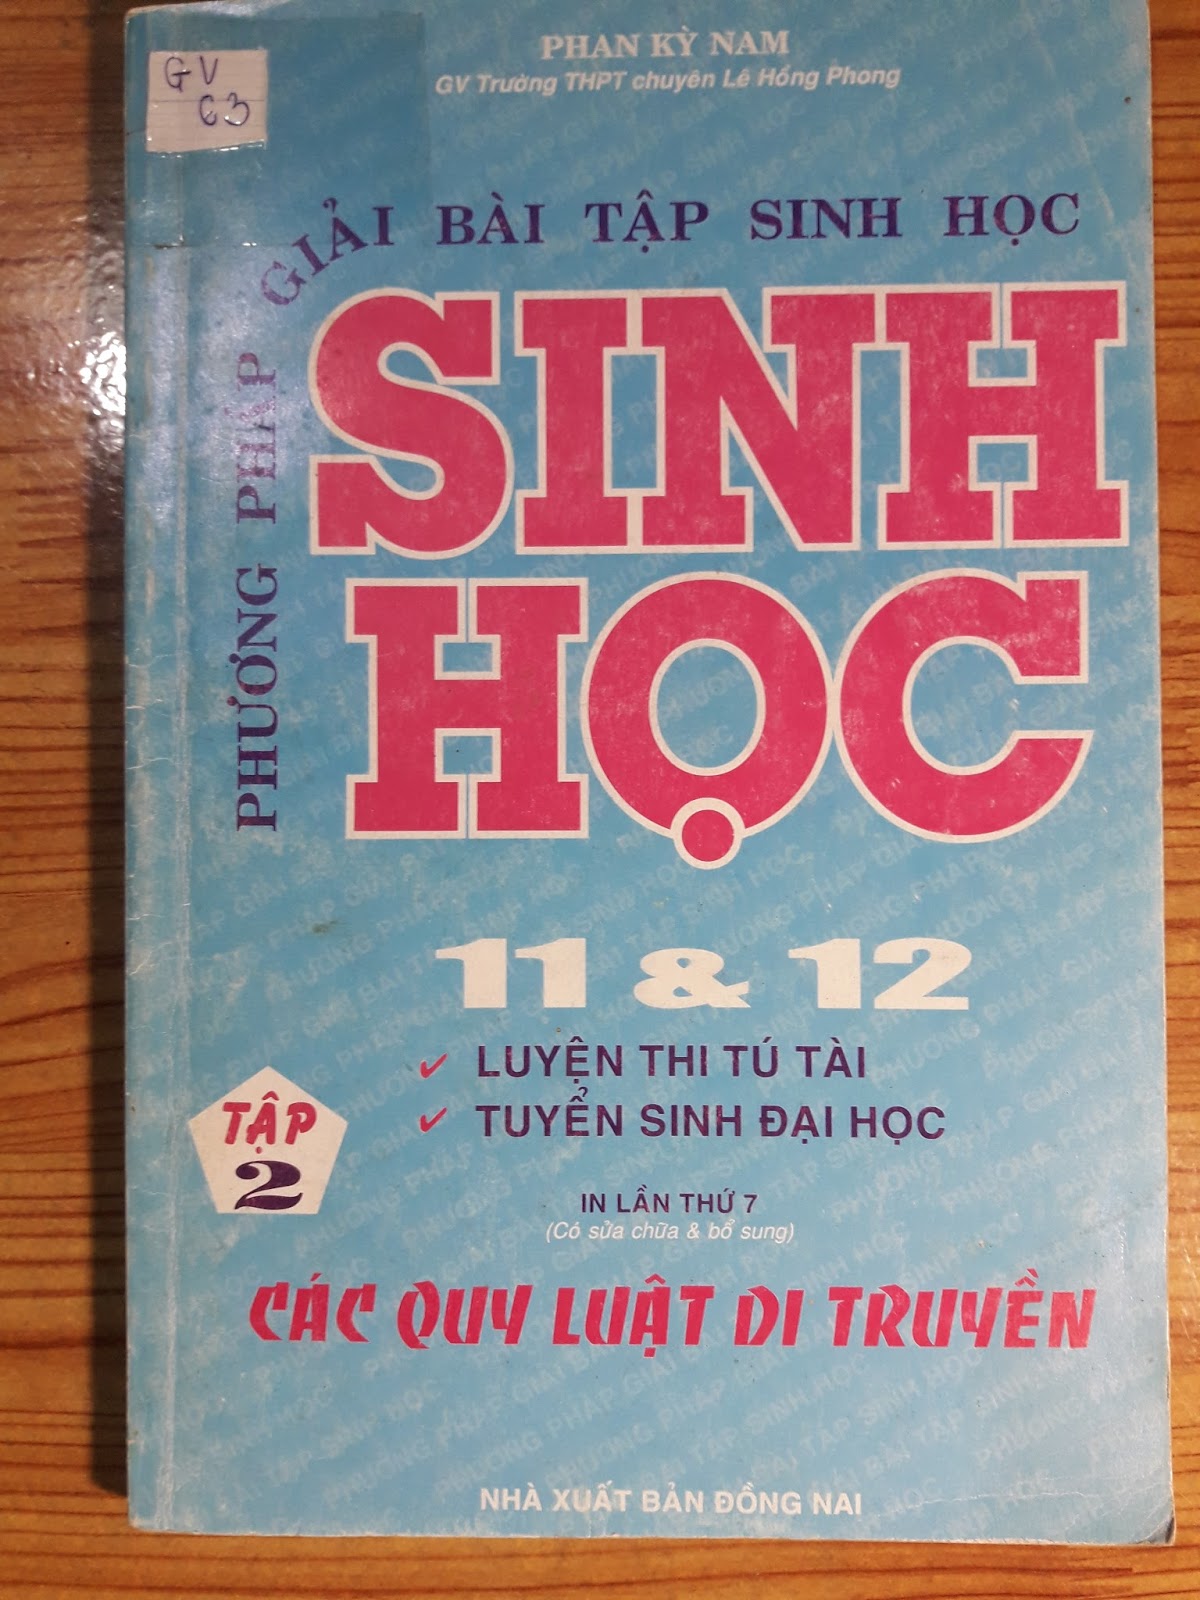 PHAN KỲ NAM
GV Trường THPT chuyên Lê Hồng Phong
GV
63
PHƯƠNG PHÁP GIẢI BÀI TẬP SINH HỌC
SINH
HỌC
11 & 12
LUYỆN THI TÚ TÀI
TUYỂN SINH ĐẠI HỌC
TẬP
2
IN LẦN THỨ 7
(Có sửa chữa & bổ sung)
CÁC QUY LUẬT DI TRUYỀN
NHÀ XUẤT BẢN ĐỒNG NAI